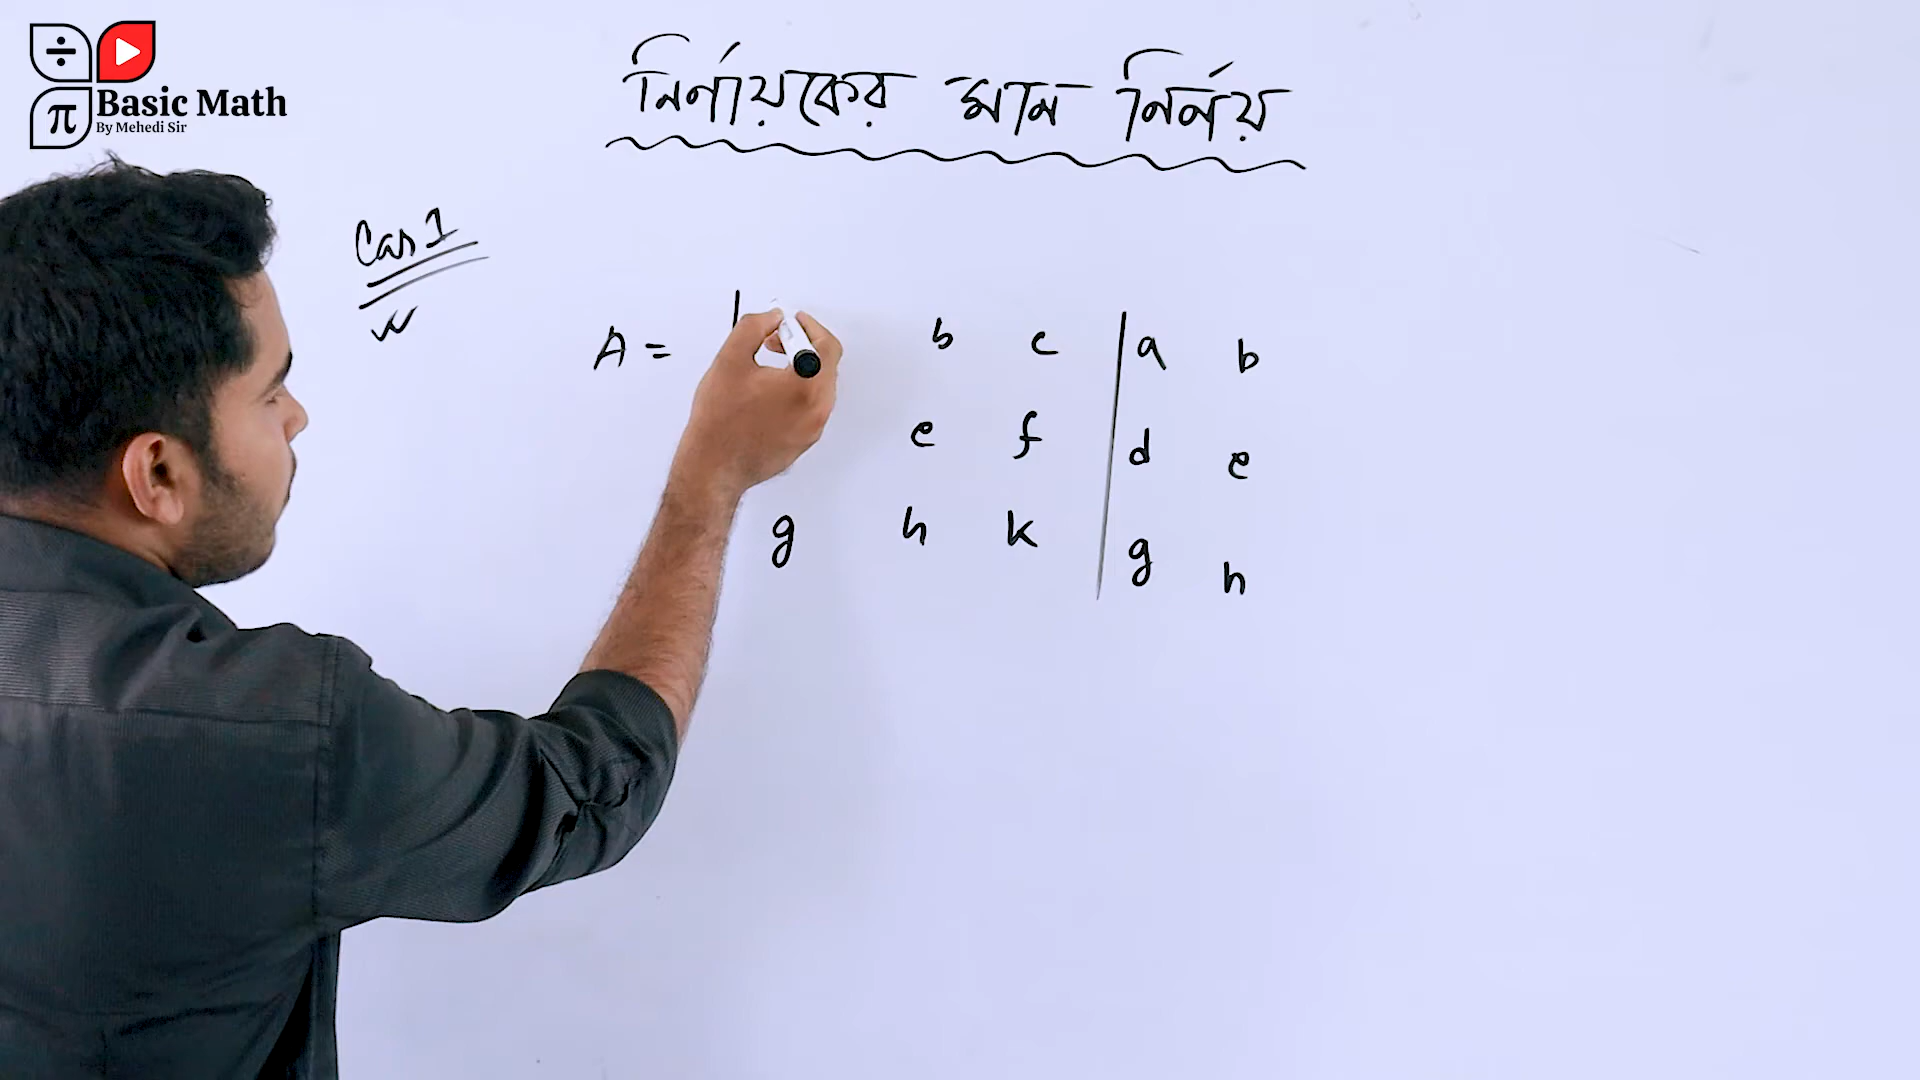 ÷
π
Basic Math
By Mehedi Sir
নির্ণায়কের মান নির্ণয়
Case 1
A = | b c | a b
e f | d e
g h k | g h